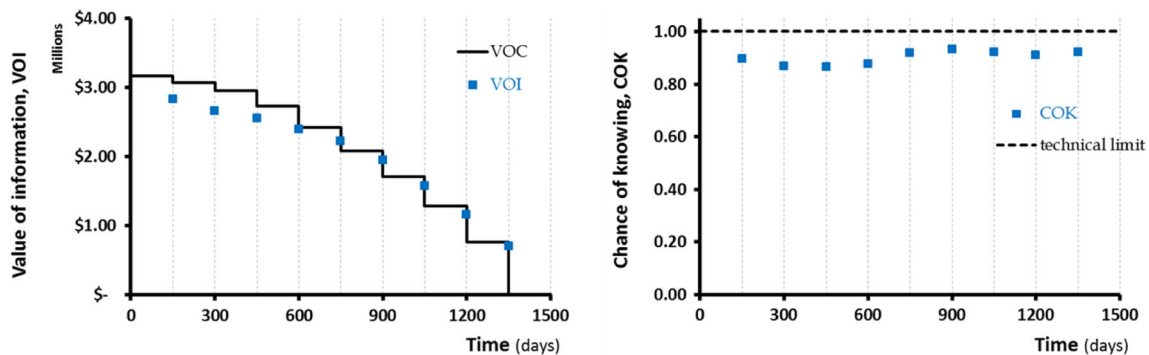 Value of information, VOI
Millions
$4.00
$3.00
$2.00
$1.00
$-
0
300
600
900
1200
1500
Time (days)
VOC
VOI
Chance of knowing, COK
1.00
0.80
0.60
0.40
0.20
0.00
0
300
600
900
1200
1500
Time (days)
COK
technical limit